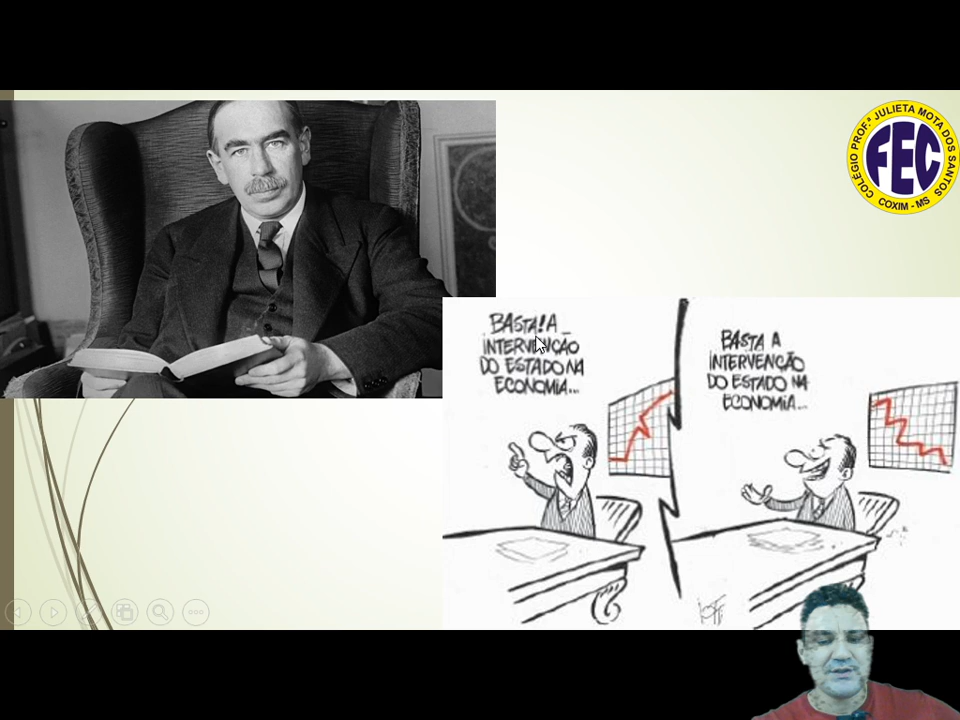 COLÉGIO PROF.ª JULIETA MOTA DOS SANTOS
FEC
COXIM - MS
BASTA! A
INTERVENÇÃO
DO ESTADO NA
ECONOMIA...
BASTA A
INTERVENÇÃO
DO ESTADO NA
ECONOMIA...